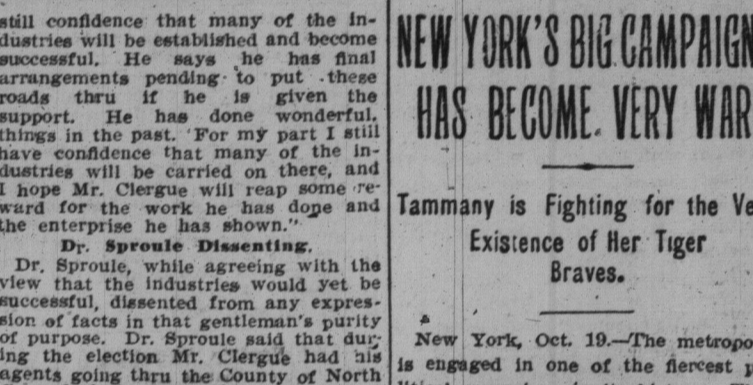 still confidence that many of the in-
dustries will be established and become
successful. He says he has final
arrangements pending to put these
roads thru if he is given the
support. He has done wonderful
things in the past. 'For my part I still
have confidence that many of the in-
dustries will be carried on there, and
I hope Mr. Clergue will reap some re-
ward for the work he has done and
the enterprise he has shown."
Dr. Sproule Dissenting.
Dr. Sproule, while agreeing with the
view that the industries would yet be
successful, dissented from any expres-
sion of facts in that gentleman's purity
of purpose. Dr. Sproule said that dur-
ing the election Mr. Clergue had his
agents going thru the County of North
NEW YORK'S BIG CAMPAIGN
HAS BECOME VERY WAR
Tammany is Fighting for the Ve
Existence of Her Tiger
Braves.
New York, Oct. 19.—The metropo
is engaged in one of the fiercest